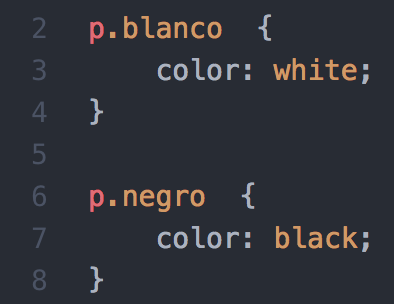 2 p.blanco  {
3     color: white;
4 }
5
6 p.negro  {
7     color: black;
8 }